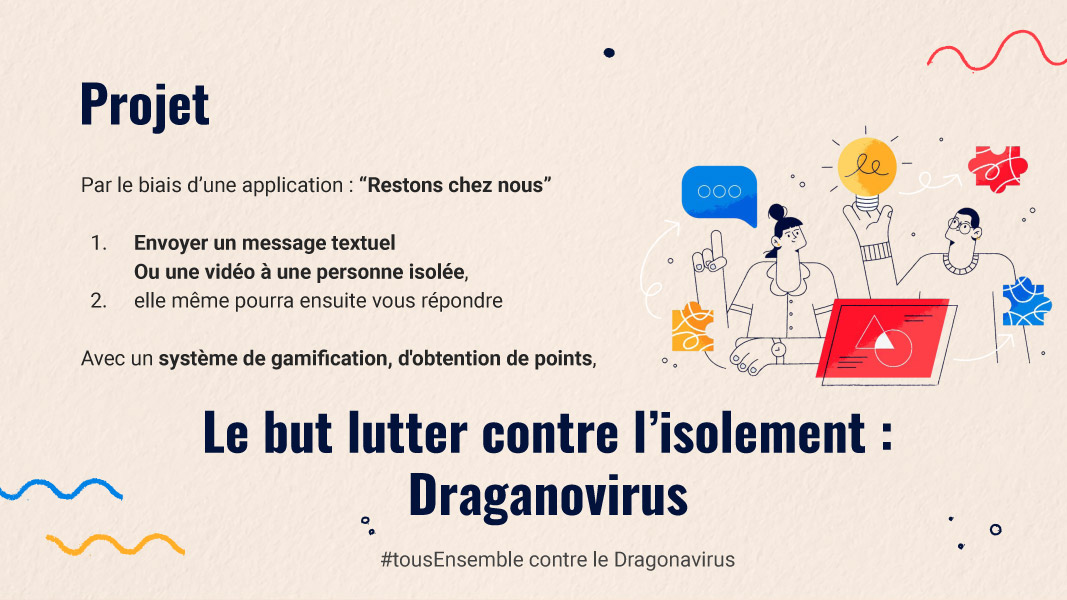 Projet
Par le biais d’une application : “Restons chez nous”
1. Envoyer un message textuel
Ou une vidéo à une personne isolée,
2. elle même pourra ensuite vous répondre
Avec un système de gamification, d'obtention de points,
Le but lutter contre l’isolement :
Draganovirus
#tousEnsemble contre le Dragonavirus